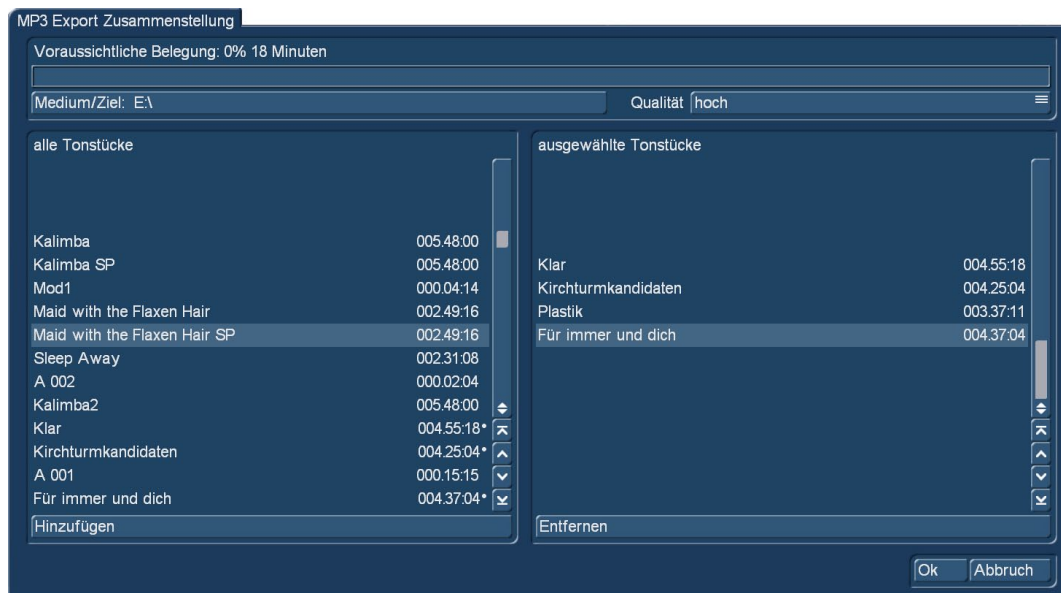 MP3 Export Zusammenstellung
Voraussichtliche Belegung: 0% 18 Minuten
Medium/Ziel: E:\
Qualität hoch
alle Tonstücke
Kalimba 005.48:00
Kalimba SP 005.48:00
Mod1 000.04:14
Maid with the Flaxen Hair 002.49:16
Maid with the Flaxen Hair SP 002.49:16
Sleep Away 002.31:08
A 002 000.02:04
Kalimba2 005.48:00
Klar 004.55:18•
Kirchturmkandidaten 004.25:04•
A 001 000.15:15
Für immer und dich 004.37:04•
Hinzufügen
ausgewählte Tonstücke
Klar 004.55:18
Kirchturmkandidaten 004.25:04
Plastik 003.37:11
Für immer und dich 004.37:04
Entfernen
Ok Abbruch